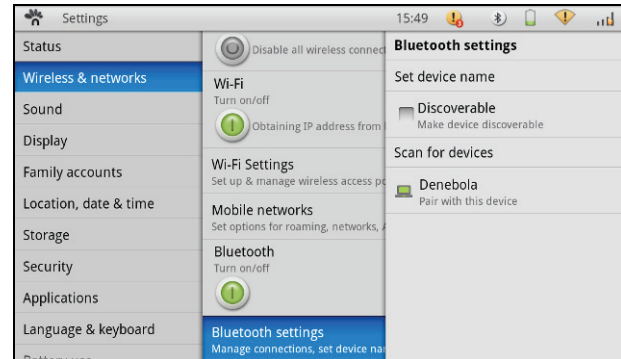 Settings
15:49
Status
Wireless & networks
Sound
Display
Family accounts
Location, date & time
Storage
Security
Applications
Language & keyboard
Disable all wireless connect
Wi-Fi
Turn on/off
Obtaining IP address from
Wi-Fi Settings
Set up & manage wireless access po
Mobile networks
Set options for roaming, networks, A
Bluetooth
Turn on/off
Bluetooth settings
Manage connections, set device nam
Bluetooth settings
Set device name
Discoverable
Make device discoverable
Scan for devices
Denebola
Pair with this device